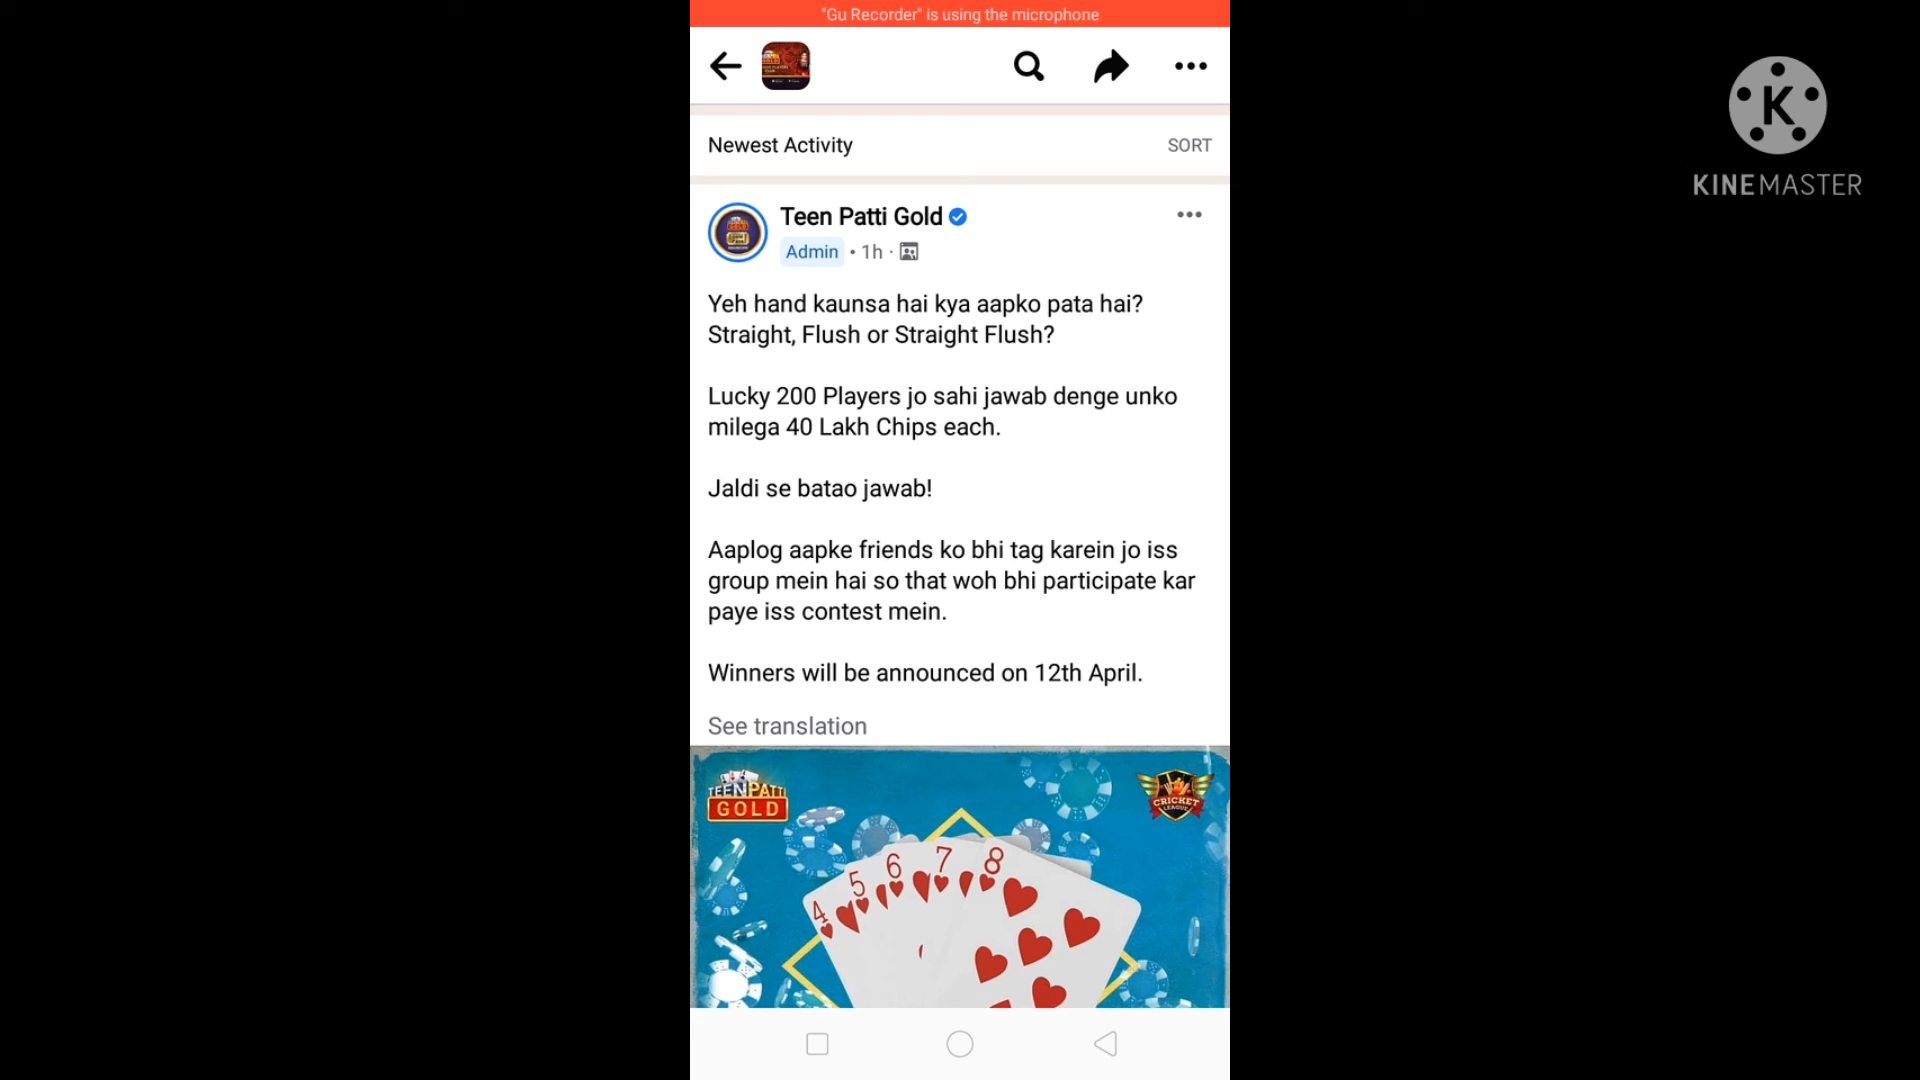 "Gu Recorder" is using the microphone
Newest Activity
SORT
KINEMASTER
Teen Patti Gold
Admin • 1h ·
Yeh hand kaunsa hai kya aapko pata hai?
Straight, Flush or Straight Flush?
Lucky 200 Players jo sahi jawab denge unko
milega 40 Lakh Chips each.
Jaldi se batao jawab!
Aaplog aapke friends ko bhi tag karein jo iss
group mein hai so that woh bhi participate kar
paye iss contest mein.
Winners will be announced on 12th April.
See translation
TEENPATTI
GOLD
CRICKET
LEAGUE
4 5 6 7 8